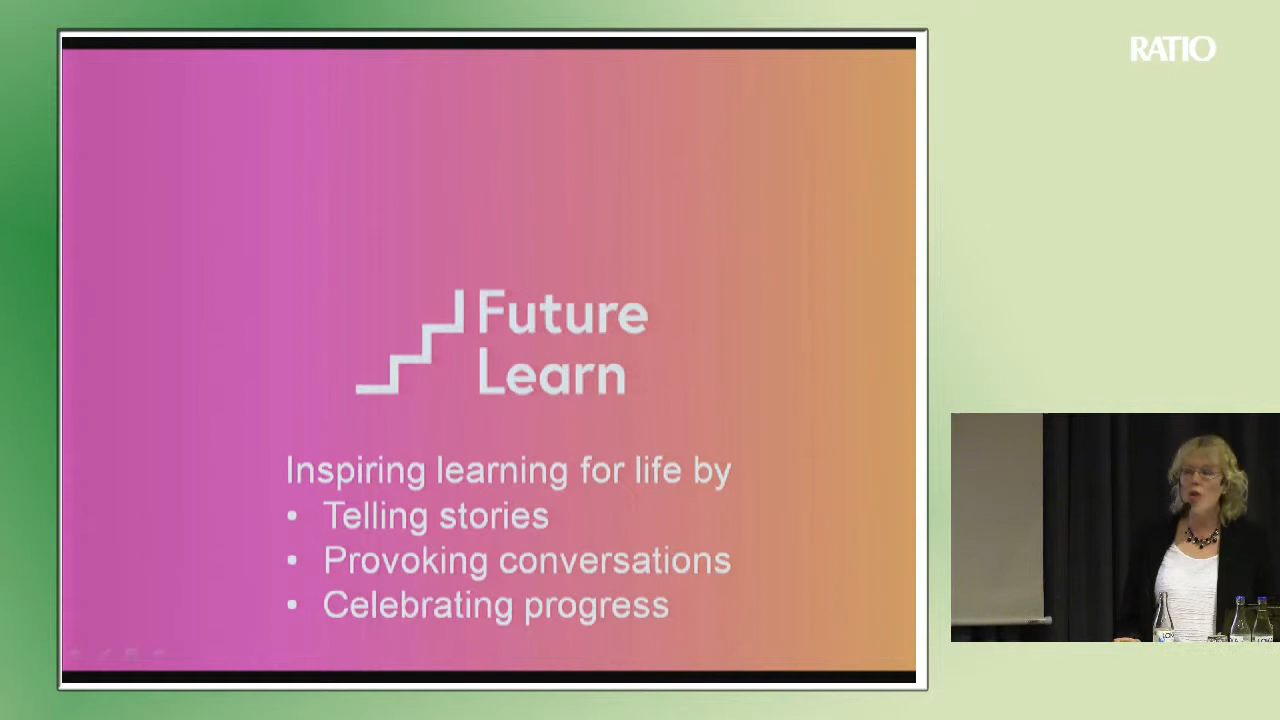 RATIO
Future
Learn
Inspiring learning for life by
• Telling stories
• Provoking conversations
• Celebrating progress